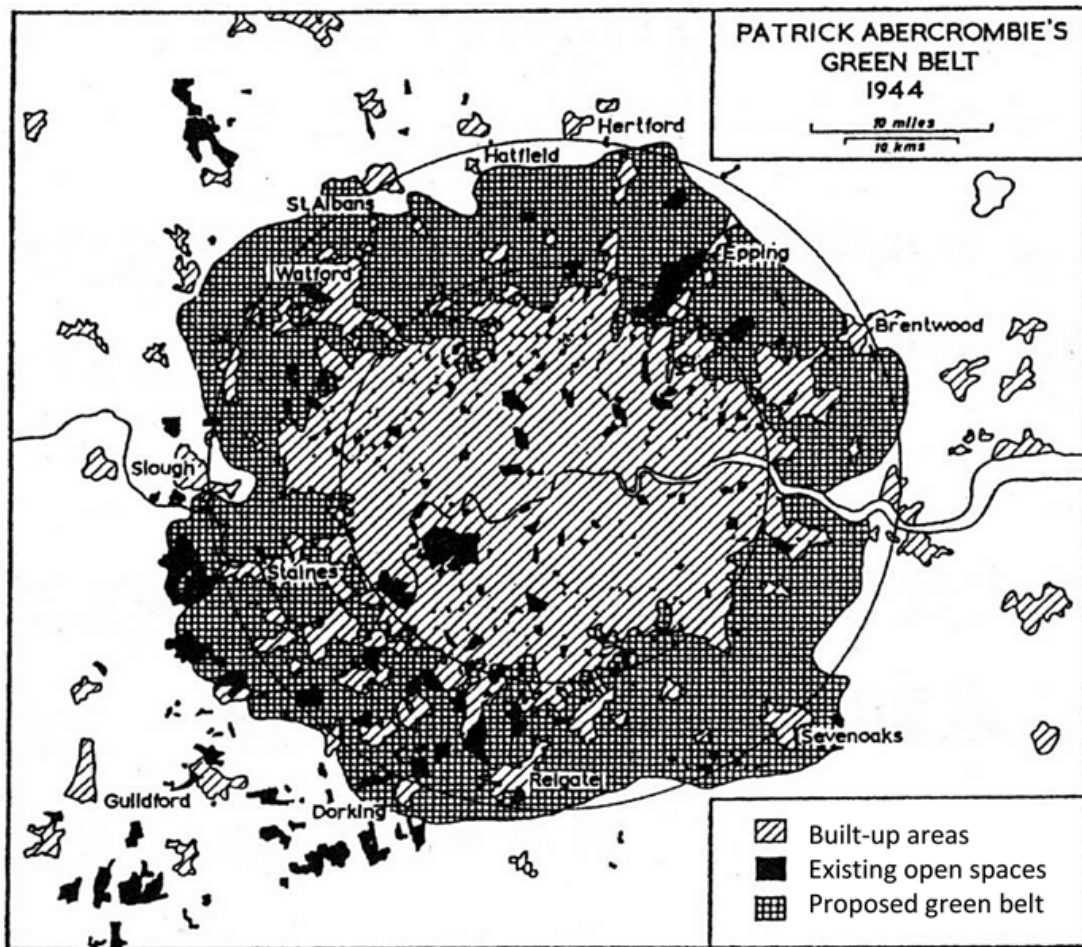 PATRICK ABERCROMBIE'S
GREEN BELT
1944
10 miles
10 kms
Hertford
Hatfield
St Albans
Epping
Watford
Brentwood
Slough
Staines
Sevenoaks
Reigate
Guildford
Dorking
Built-up areas
Existing open spaces
Proposed green belt